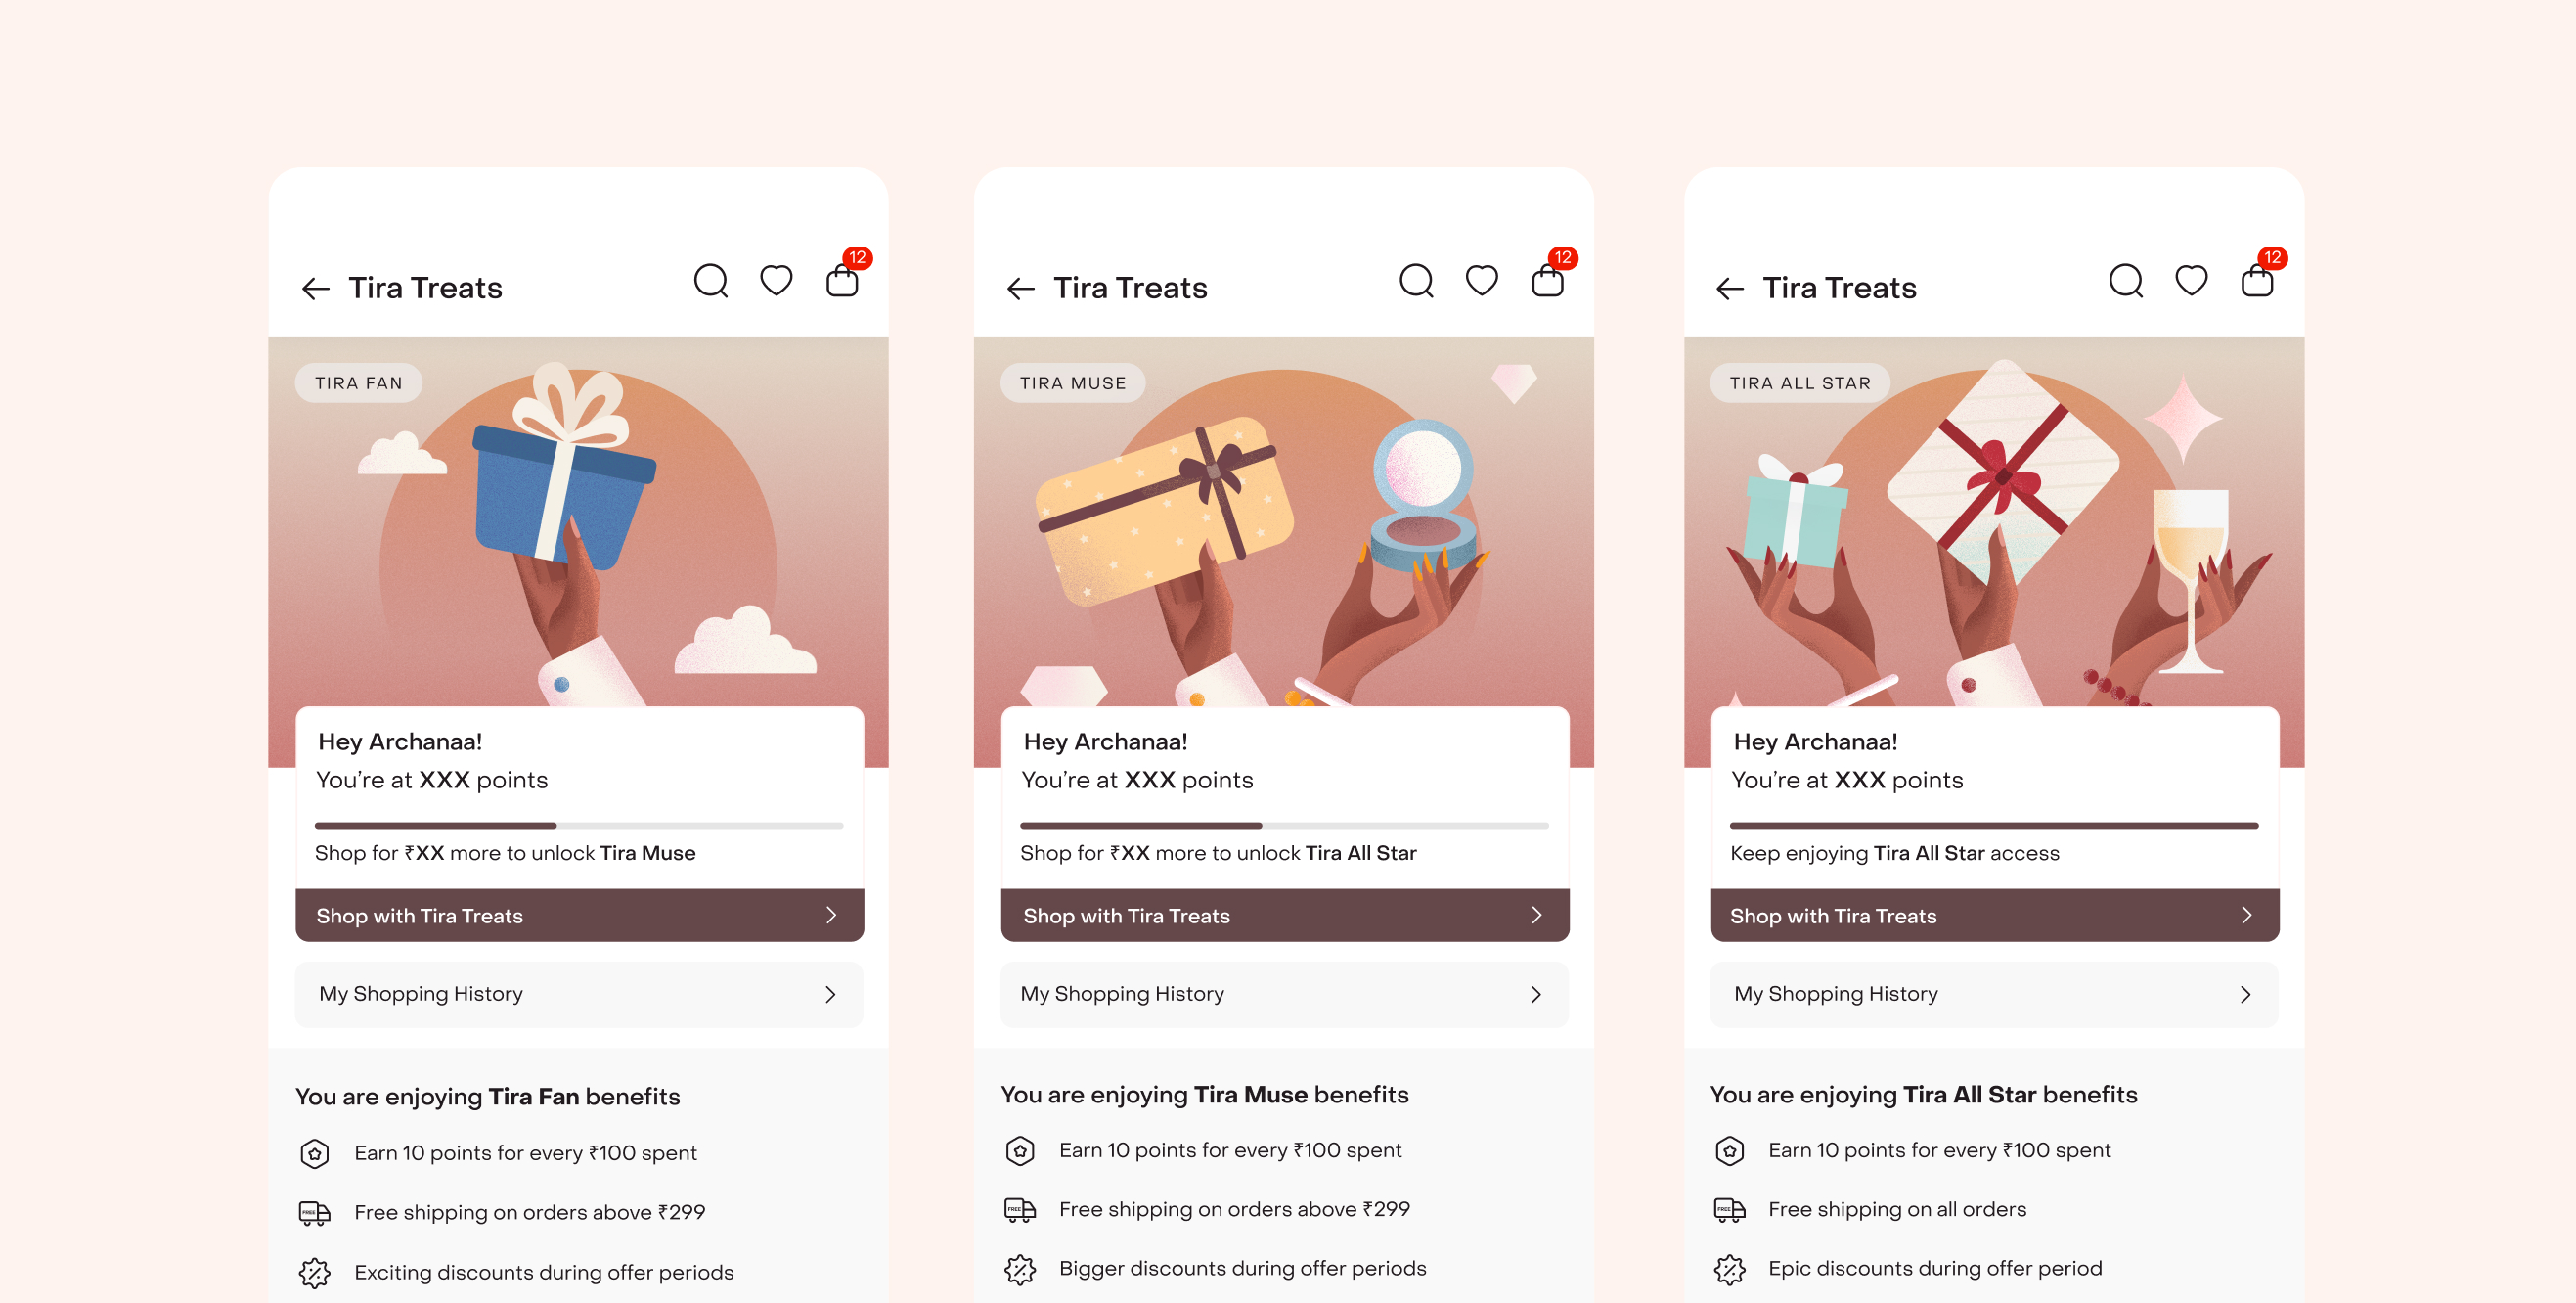 Tira Treats
12
TIRA FAN
Hey Archanaa!
You’re at XXX points
Shop for ₹XX more to unlock Tira Muse
Shop with Tira Treats
My Shopping History
You are enjoying Tira Fan benefits
Earn 10 points for every ₹100 spent
FREE
Free shipping on orders above ₹299
Exciting discounts during offer periods
Tira Treats
12
TIRA MUSE
Hey Archanaa!
You’re at XXX points
Shop for ₹XX more to unlock Tira All Star
Shop with Tira Treats
My Shopping History
You are enjoying Tira Muse benefits
Earn 10 points for every ₹100 spent
FREE
Free shipping on orders above ₹299
Bigger discounts during offer periods
Tira Treats
12
TIRA ALL STAR
Hey Archanaa!
You’re at XXX points
Keep enjoying Tira All Star access
Shop with Tira Treats
My Shopping History
You are enjoying Tira All Star benefits
Earn 10 points for every ₹100 spent
FREE
Free shipping on all orders
Epic discounts during offer period